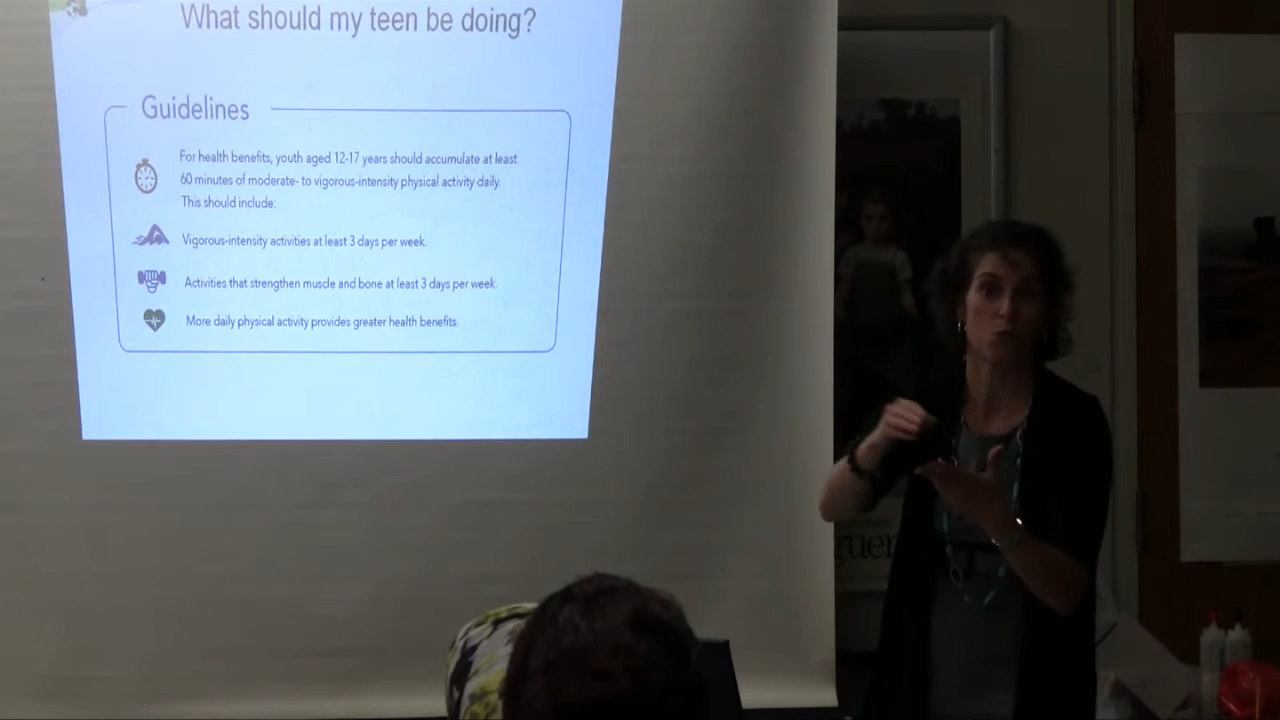 What should my teen be doing?
Guidelines
For health benefits, youth aged 12-17 years should accumulate at least
60 minutes of moderate- to vigorous-intensity physical activity daily.
This should include:
Vigorous-intensity activities at least 3 days per week.
Activities that strengthen muscle and bone at least 3 days per week.
More daily physical activity provides greater health benefits.
guer